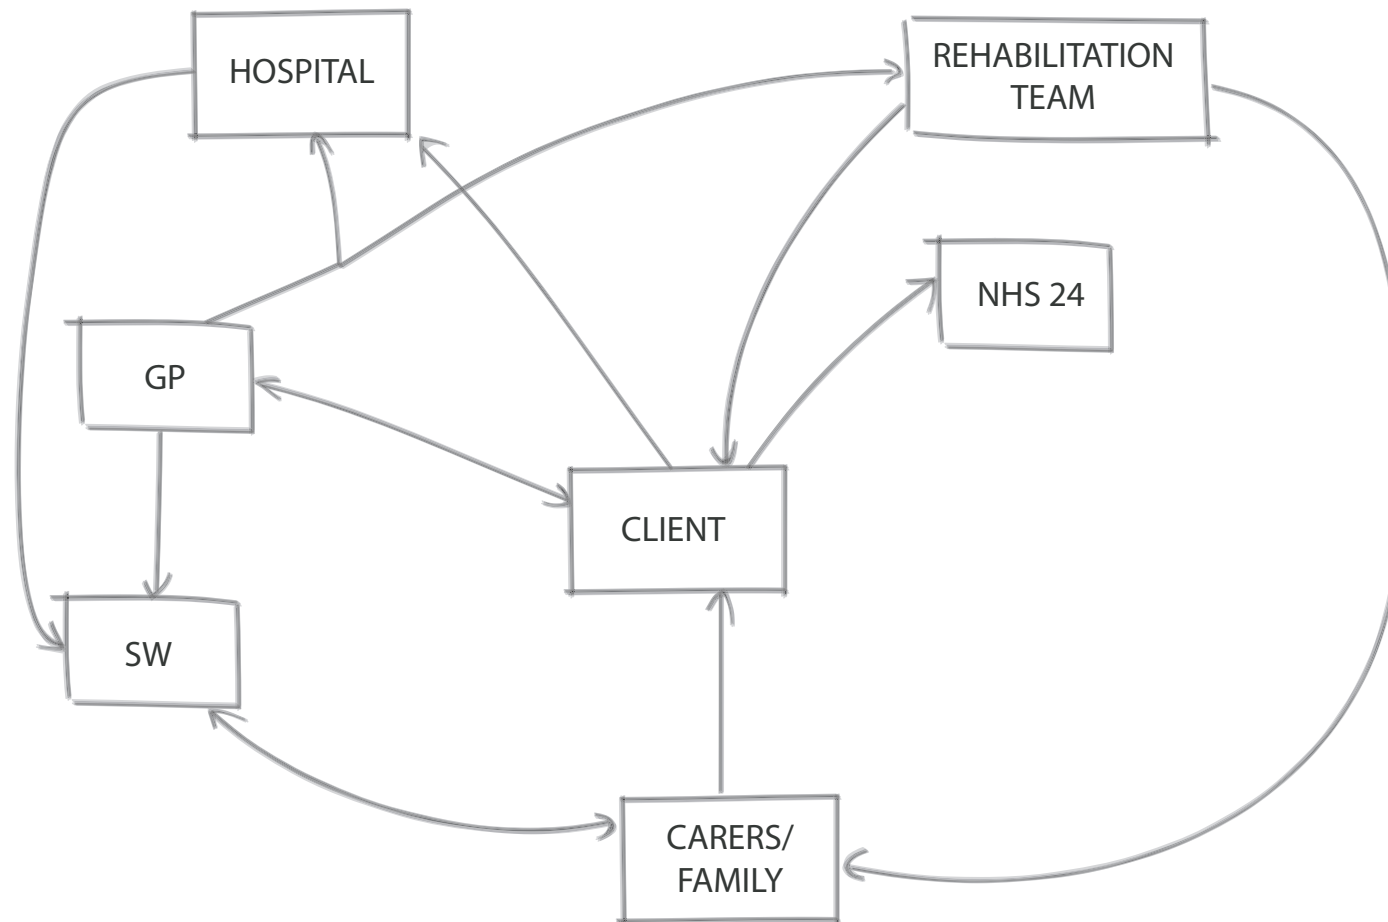 HOSPITAL
REHABILITATION
TEAM
NHS 24
GP
CLIENT
SW
CARERS/
FAMILY